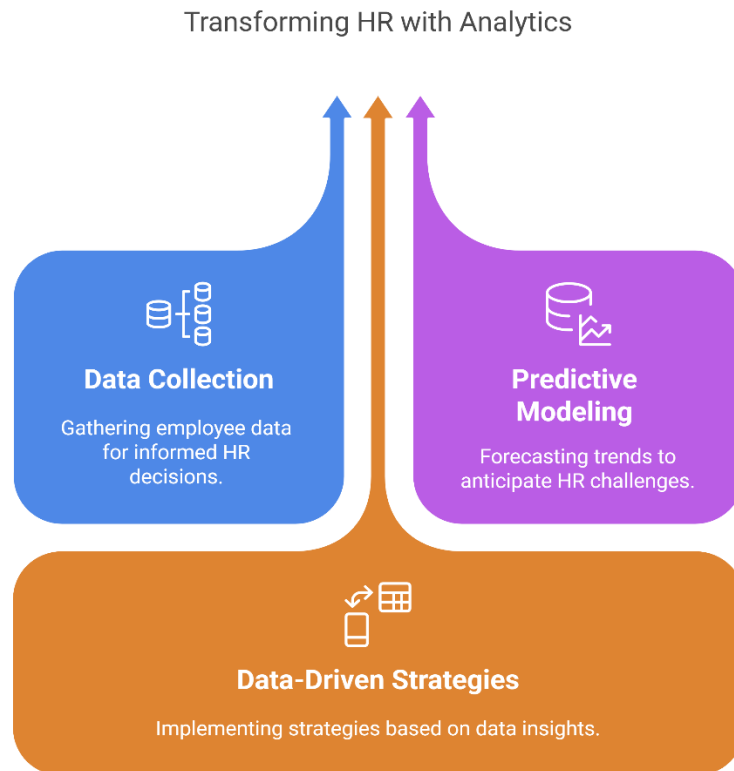 Transforming HR with Analytics
Data Collection
Gathering employee data
for informed HR
decisions.
Predictive
Modeling
Forecasting trends to
anticipate HR challenges.
Data-Driven Strategies
Implementing strategies based on data insights.